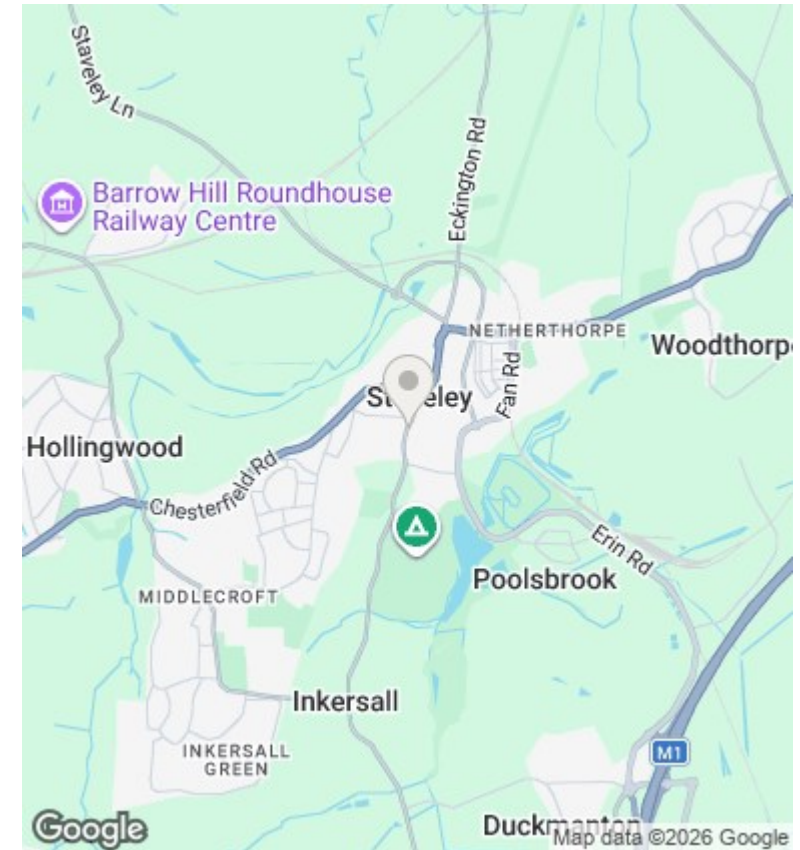 Staveley Ln
Eckington Rd
Barrow Hill Roundhouse
Railway Centre
NETHERTHORPE
Woodthorp
Fan Rd
Hollingwood
Chesterfield Rd
Erin Rd
Poolsbrook
MIDDLECROFT
Inkersall
INKERSALL
GREEN
M1
Duckmanton
Google
Map data ©2026 Google